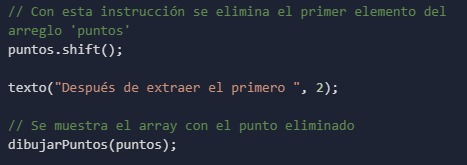 // Con esta instrucción se elimina el primer elemento del
arreglo 'puntos'
puntos.shift();
texto("Después de extraer el primero ", 2);
// Se muestra el array con el punto eliminado
dibujarPuntos(puntos);